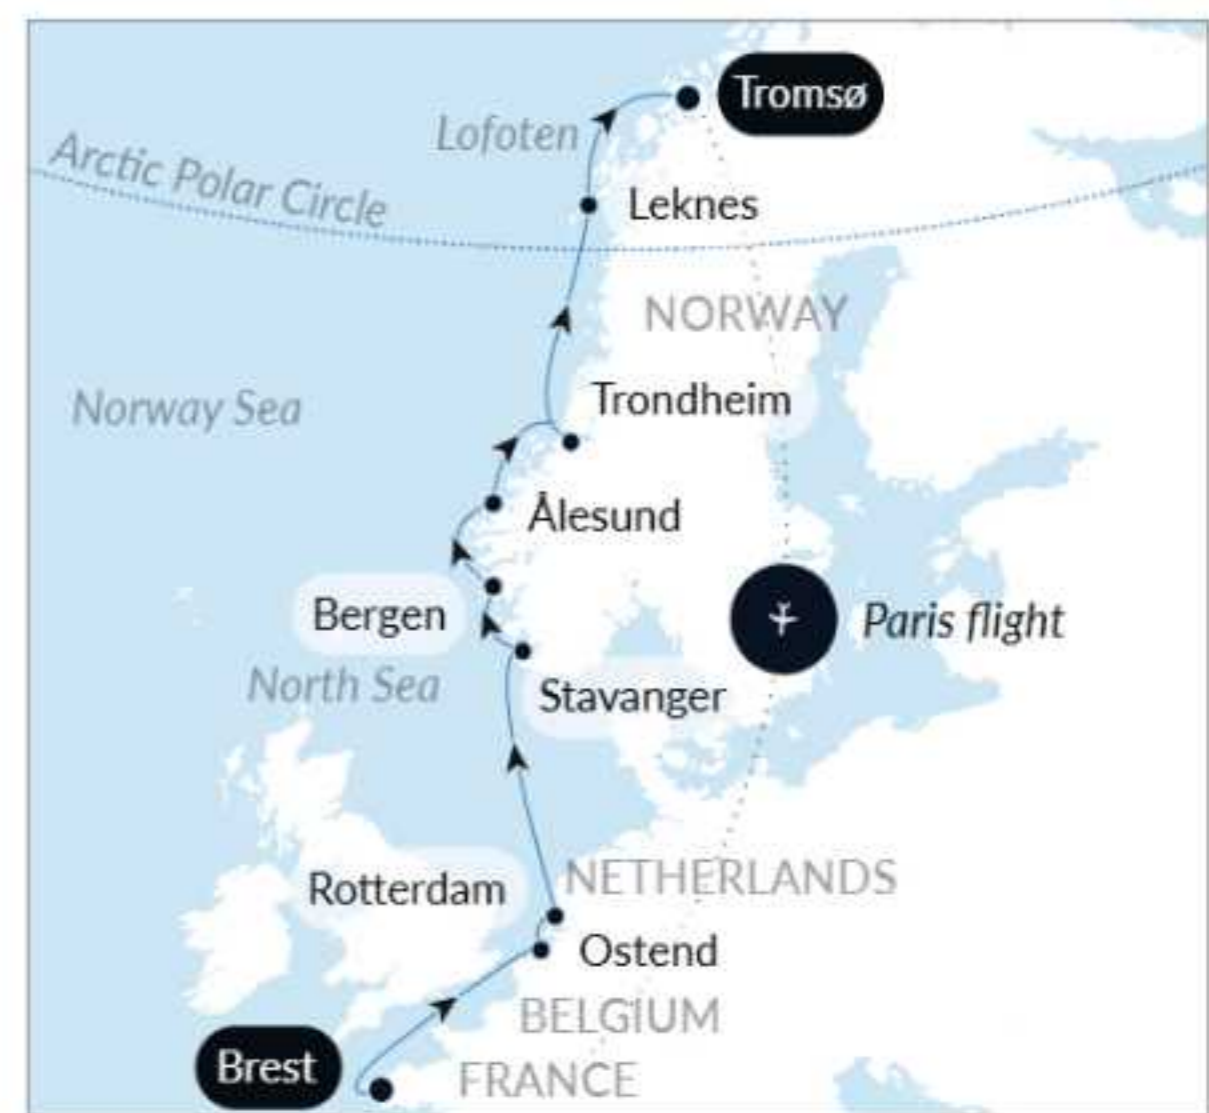 Tromsø
Lofoten
Arctic Polar Circle
Leknes
NORWAY
Trondheim
Norway Sea
Ålesund
Bergen
Paris flight
North Sea
Stavanger
NETHERLANDS
Rotterdam
Ostend
BELGIUM
Brest
FRANCE